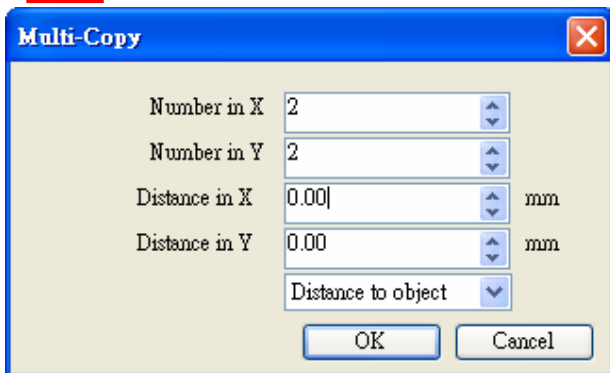 Multi-Copy
Number in X 2
Number in Y 2
Distance in X 0.00 mm
Distance in Y 0.00 mm
Distance to object
OK Cancel